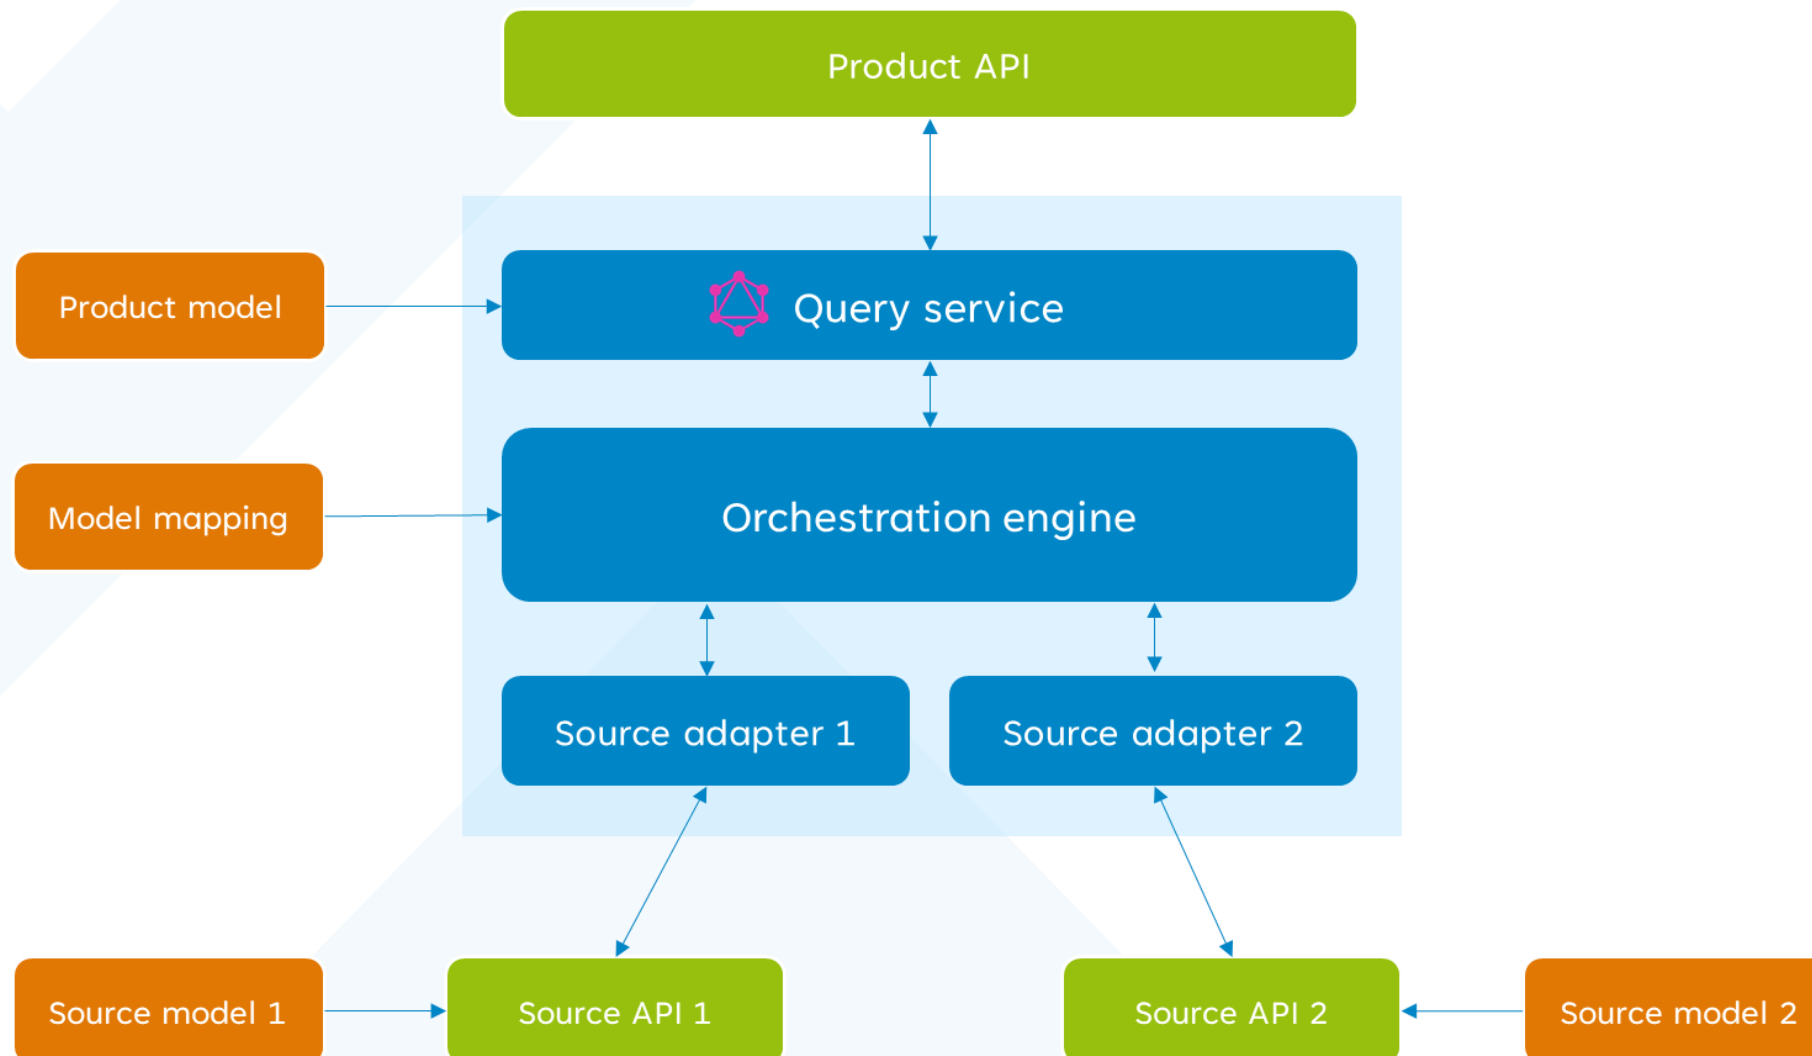 Product API
Product model
Query service
Model mapping
Orchestration engine
Source adapter 1
Source adapter 2
Source model 1
Source API 1
Source API 2
Source model 2